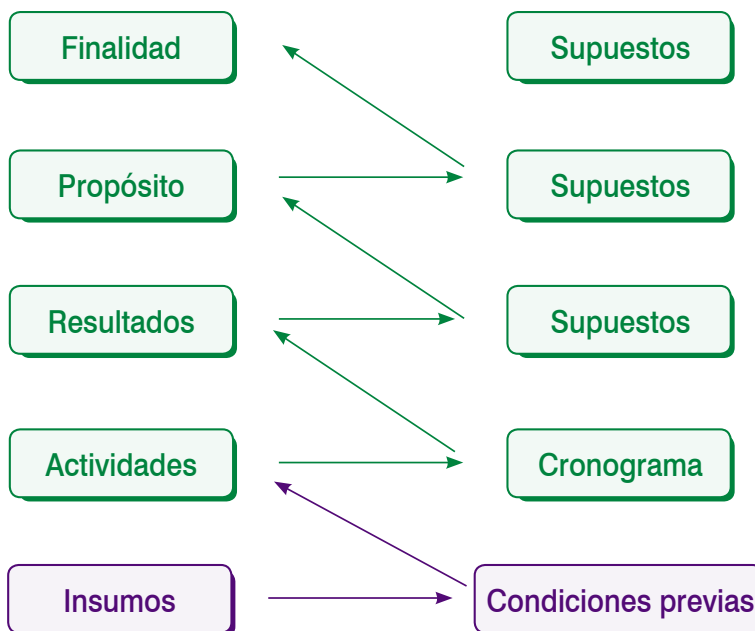 Finalidad
Supuestos
Propósito
Supuestos
Resultados
Supuestos
Actividades
Cronograma
Insumos
Condiciones previas